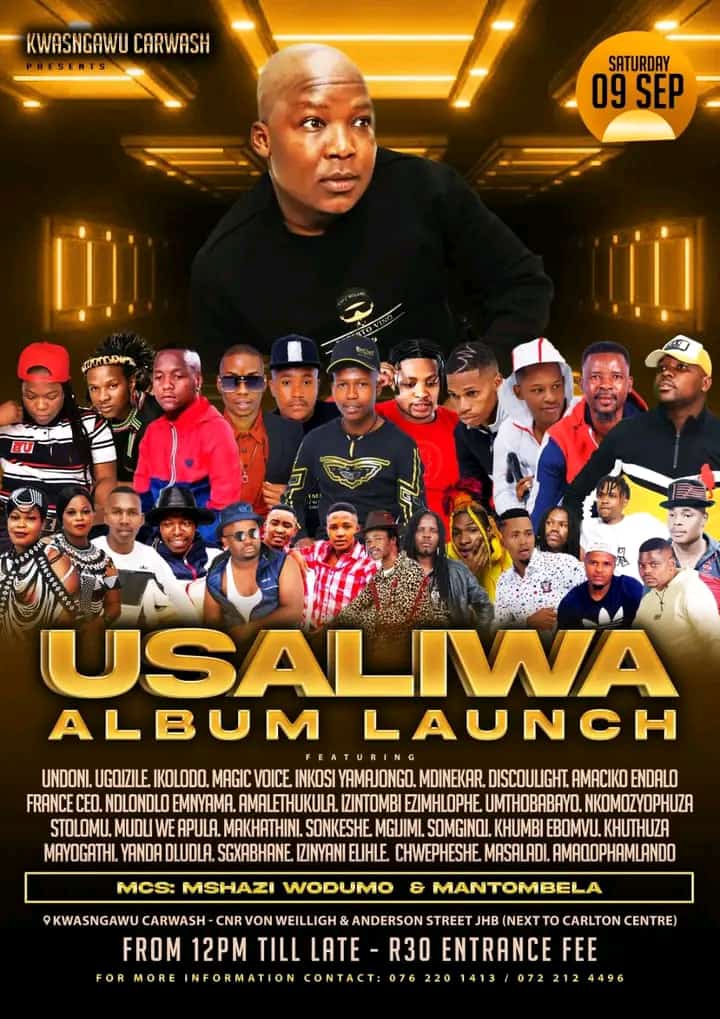 KWASNGAWU CARWASH
PRESENTS
SATURDAY
09 SEP
USALIWA
ALBUM LAUNCH
FEATURING
UNDONI, UGQIZILE, IKOLODO, MAGIC VOICE, INKOSI YAMAJONGO, MDINEKAR, DISCOULIGHT, AMACIKO ENDALO
FRANCE CEO, NDLONDLO EMNYAMA, AMALETHUKULA, IZINTOMBI EZIMHLOPHE, UMTHOBABAYO, NKOMOZYOPHUZA
STOLOMU, MUDLI WE APULA, MAKHATHINI, SONKESHE, MGIJIMI, SOMGINQI, KHUMBI EBOMVU, KHUTHUZA
MAYOGATHI, YANDA DLUDLA, SGXABHANE, IZINYANI ELIHLE, CHWEPHESHE, MASALADI, AMAQOPHAMLANDO
MCS: MSHAZI WODUMO & MANTOMBELA
KWASNGAWU CARWASH - CNR VON WEILLIGH & ANDERSON STREET JHB (NEXT TO CARLTON CENTRE)
FROM 12PM TILL LATE - R30 ENTRANCE FEE
FOR MORE INFORMATION CONTACT: 076 220 1413 / 072 212 4496